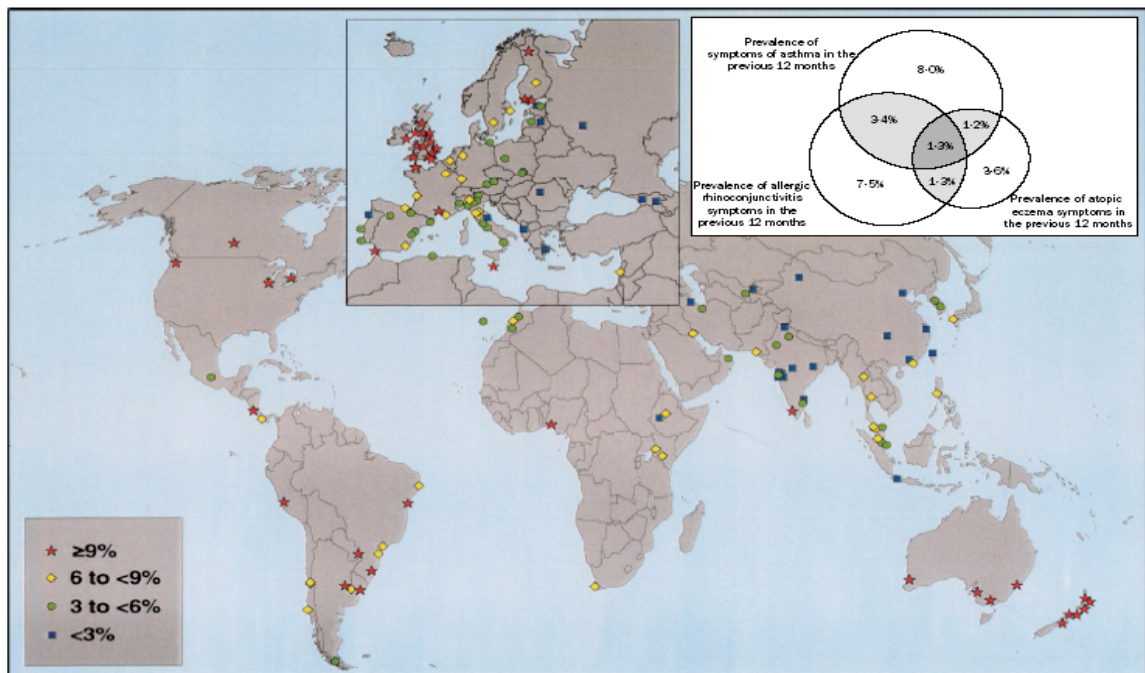 Prevalence of
symptoms of asthma in the
previous 12 months
8·0%
3·4%
1·2%
1·3%
7·5%
1·3%
3·6%
Prevalence of allergic
rhinoconjunctivitis
symptoms in the
previous 12 months
Prevalence of atopic
eczema symptoms in
the previous 12 months
≥9%
6 to <9%
3 to <6%
<3%